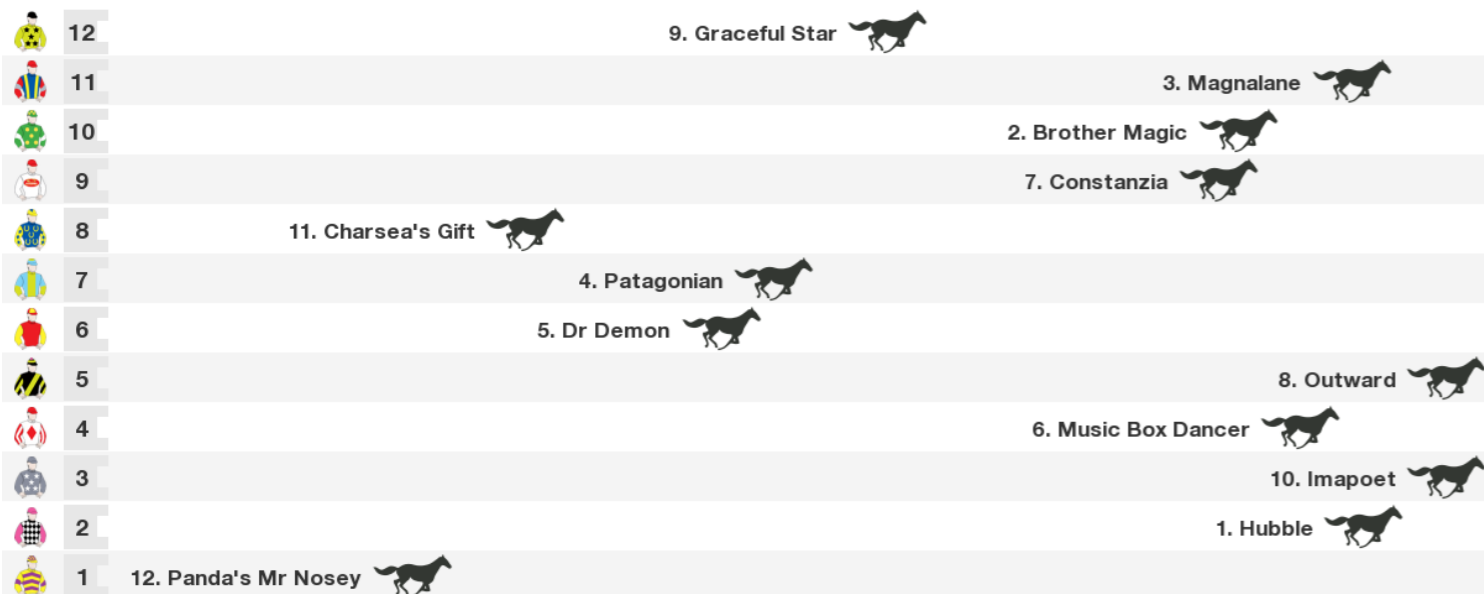 12 9. Graceful Star
11 3. Magnalane
10 2. Brother Magic
9 7. Constanzia
8 11. Charsea's Gift
7 4. Patagonian
6 5. Dr Demon
5 8. Outward
4 6. Music Box Dancer
3 10. Imapoet
2 1. Hubble
1 12. Panda's Mr Nosey